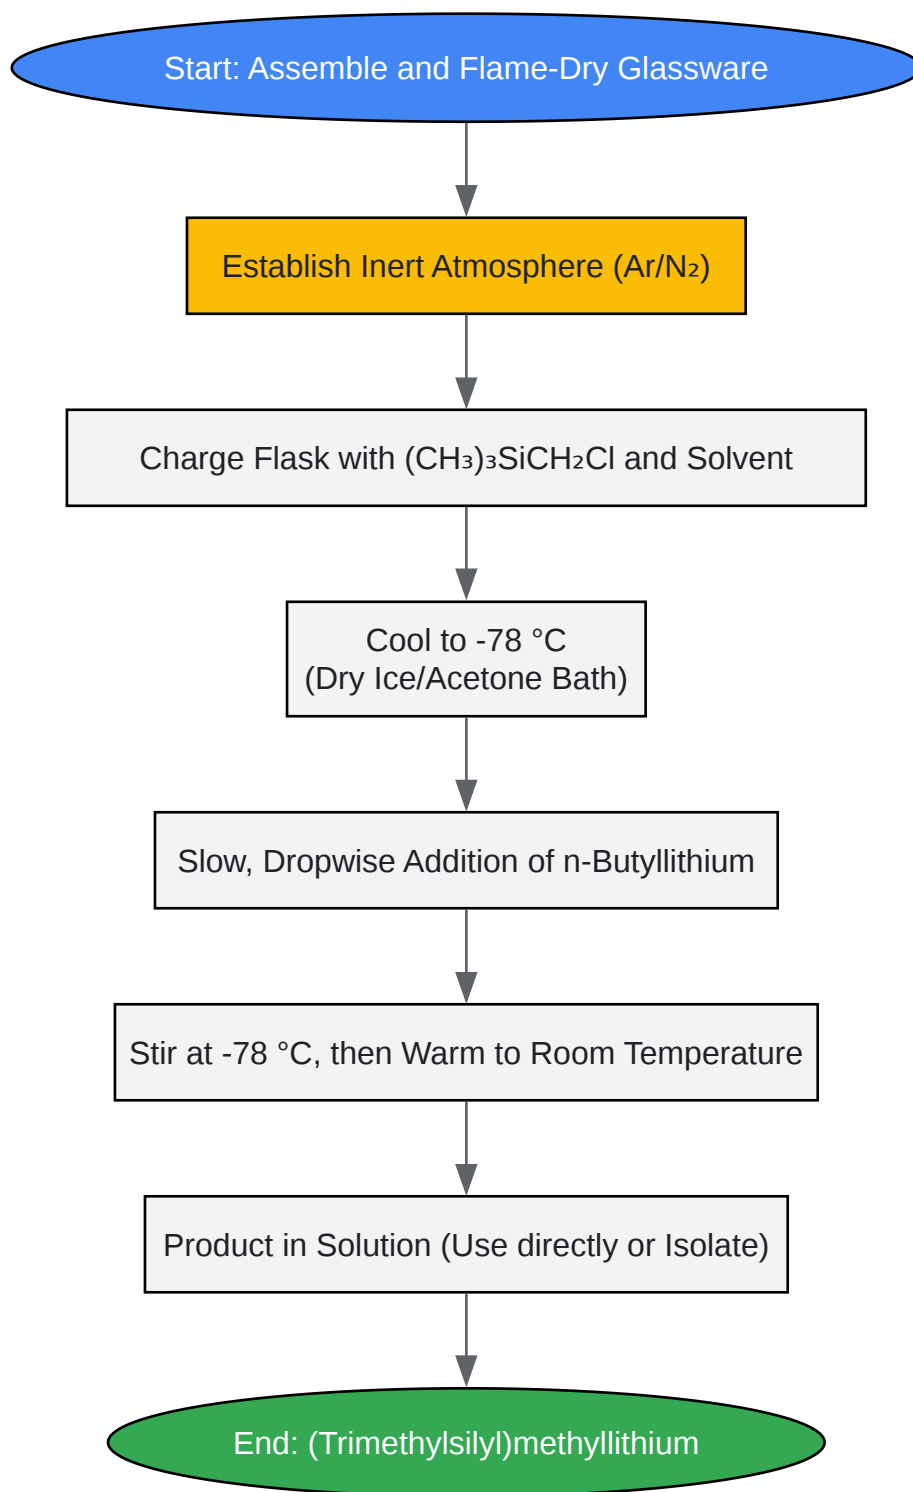 Start: Assemble and Flame-Dry Glassware
Establish Inert Atmosphere (Ar/N₂)
Charge Flask with (CH₃)₃SiCH₂Cl and Solvent
Cool to -78 °C
(Dry Ice/Acetone Bath)
Slow, Dropwise Addition of n-Butyllithium
Stir at -78 °C, then Warm to Room Temperature
Product in Solution (Use directly or Isolate)
End: (Trimethylsilyl)methyllithium